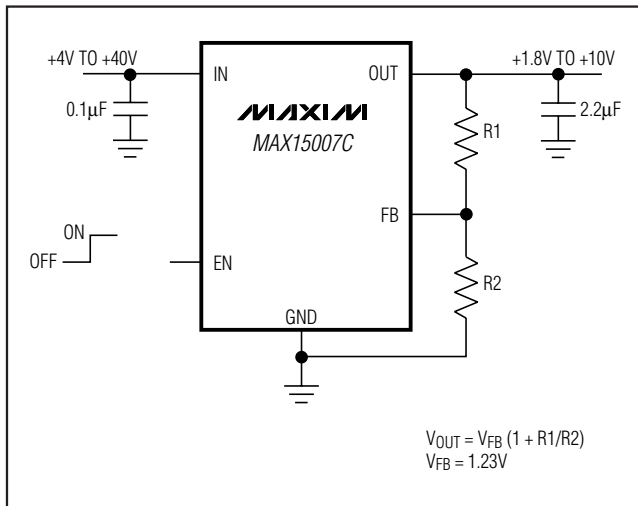 +4V TO +40V
IN
OUT
+1.8V TO +10V
0.1µF
MAXIM
MAX15007C
R1
2.2µF
FB
ON
OFF
EN
R2
GND
VOUT = VFB (1 + R1/R2)
VFB = 1.23V